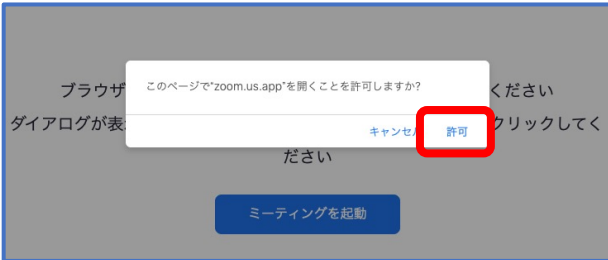 このページで"zoom.us.app"を開くことを許可しますか?
キャンセル 許可
ブラウザ ください
ダイアログが表 クリックしてく
ださい
ミーティングを起動